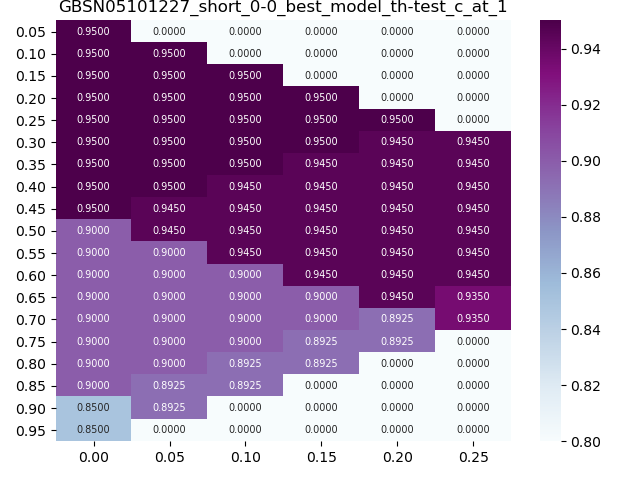 GBSN05101227_short_0-0_best_model_th-test_c_at_1
0.05 0.9500 0.0000 0.0000 0.0000 0.0000 0.0000
0.10 0.9500 0.9500 0.0000 0.0000 0.0000 0.0000
0.15 0.9500 0.9500 0.9500 0.0000 0.0000 0.0000
0.20 0.9500 0.9500 0.9500 0.9500 0.0000 0.0000
0.25 0.9500 0.9500 0.9500 0.9500 0.9500 0.0000
0.30 0.9500 0.9500 0.9500 0.9500 0.9450 0.9450
0.35 0.9500 0.9500 0.9500 0.9450 0.9450 0.9450
0.40 0.9500 0.9500 0.9450 0.9450 0.9450 0.9450
0.45 0.9500 0.9450 0.9450 0.9450 0.9450 0.9450
0.50 0.9000 0.9450 0.9450 0.9450 0.9450 0.9450
0.55 0.9000 0.9000 0.9450 0.9450 0.9450 0.9450
0.60 0.9000 0.9000 0.9000 0.9450 0.9450 0.9450
0.65 0.9000 0.9000 0.9000 0.9000 0.9450 0.9350
0.70 0.9000 0.9000 0.9000 0.9000 0.8925 0.9350
0.75 0.9000 0.9000 0.9000 0.8925 0.8925 0.0000
0.80 0.9000 0.9000 0.8925 0.8925 0.0000 0.0000
0.85 0.9000 0.8925 0.8925 0.0000 0.0000 0.0000
0.90 0.8500 0.8925 0.0000 0.0000 0.0000 0.0000
0.95 0.8500 0.0000 0.0000 0.0000 0.0000 0.0000
0.00 0.05 0.10 0.15 0.20 0.25
0.94
0.92
0.90
0.88
0.86
0.84
0.82
0.80